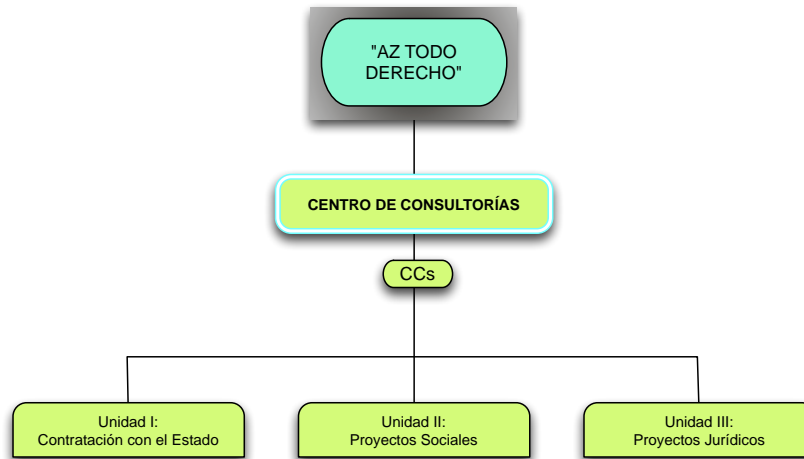 "AZ TODO
DERECHO"
CENTRO DE CONSULTORÍAS
CCs
Unidad I:
Contratación con el Estado
Unidad II:
Proyectos Sociales
Unidad III:
Proyectos Jurídicos